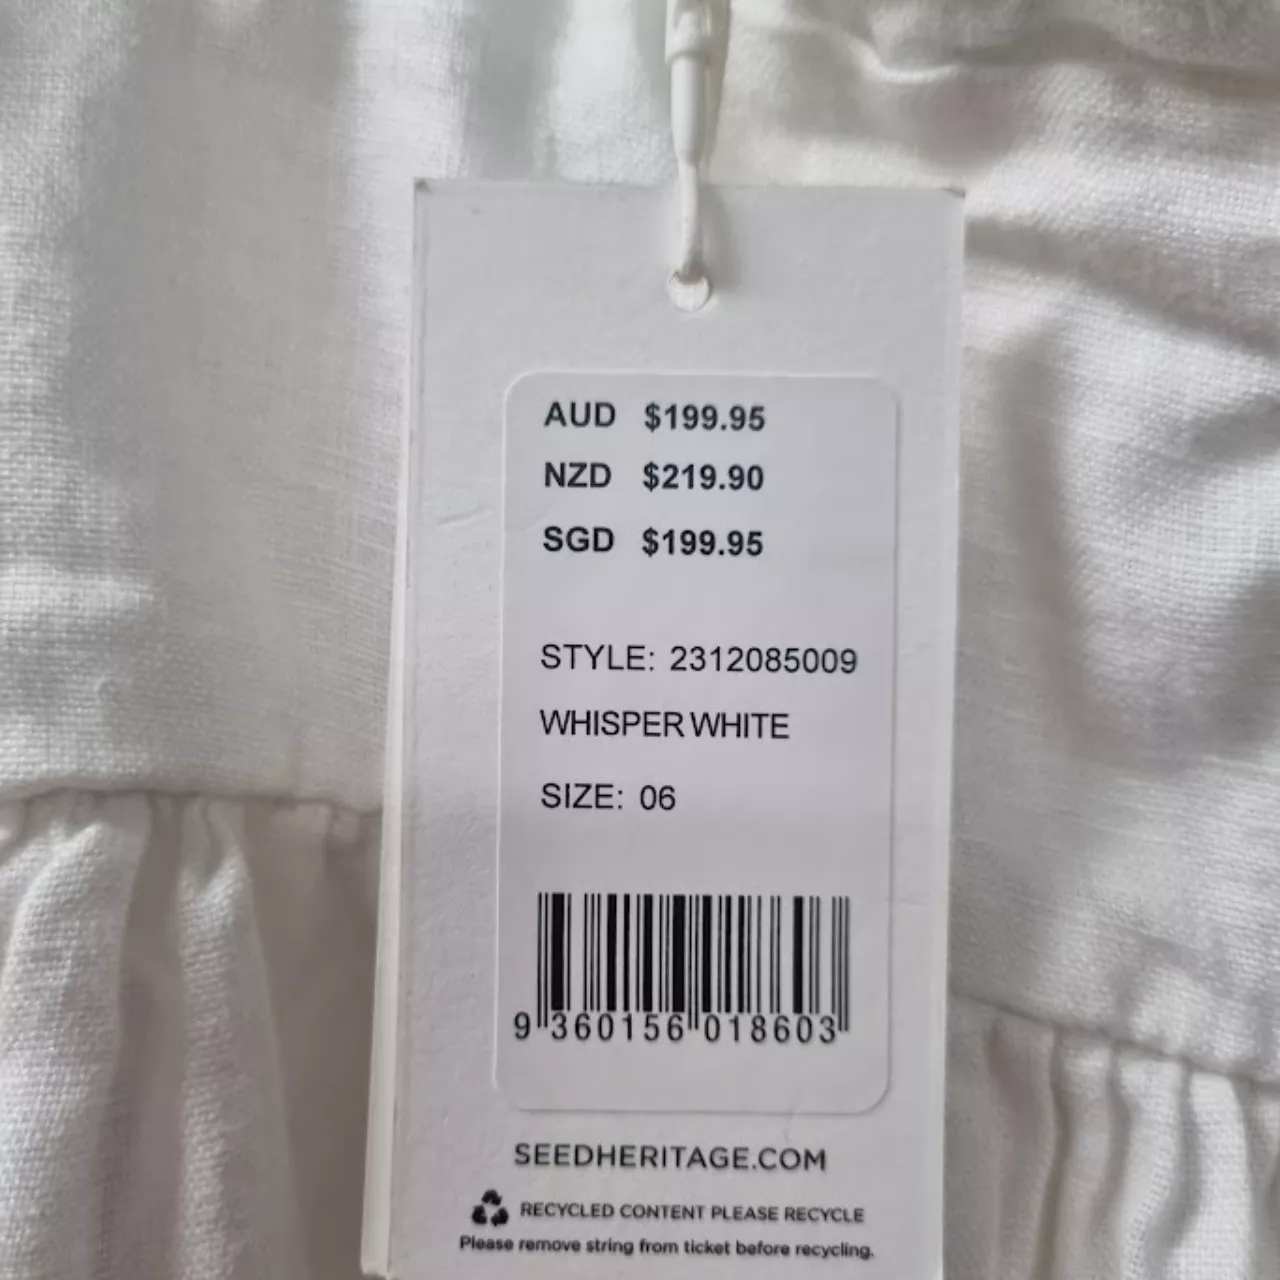 AUD $199.95
NZD $219.90
SGD $199.95
STYLE: 2312085009
WHISPER WHITE
SIZE: 06
9 360156 018603
SEEDHERITAGE.COM
RECYCLED CONTENT PLEASE RECYCLE
Please remove string from ticket before recycling.